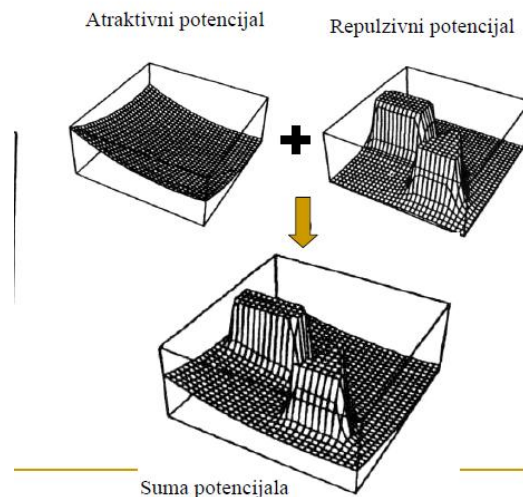 Atraktivni potencijal
Repulzivni potencijal
Suma potencijala